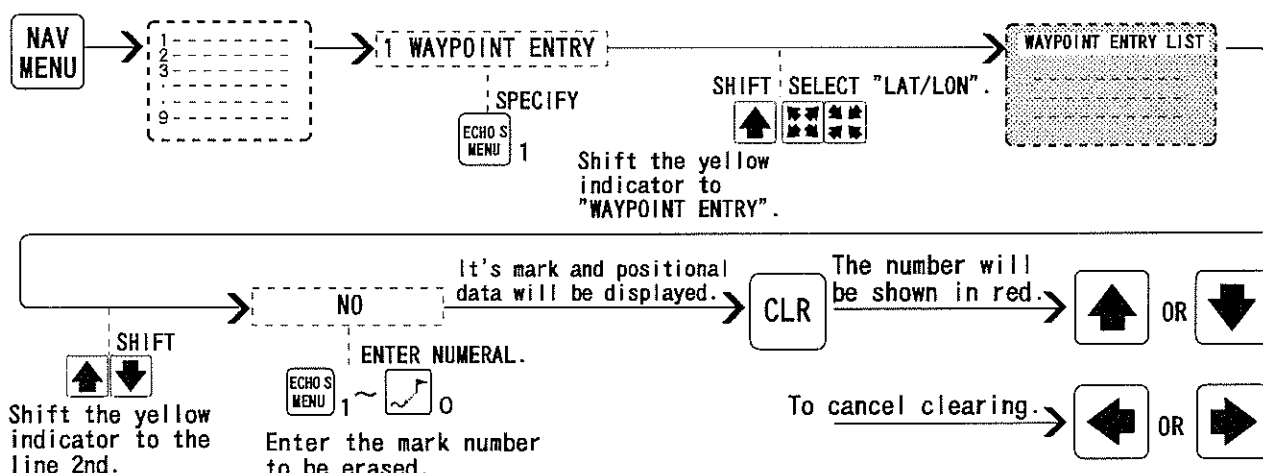 NAV
MENU
1
2
3
9
1 WAYPOINT ENTRY
SPECIFY
ECHO S
MENU 1
SHIFT SELECT "LAT/LON".
Shift the yellow
indicator to
"WAYPOINT ENTRY".
WAYPOINT ENTRY LIST
SHIFT
Shift the yellow
indicator to the
line 2nd.
NO
ENTER NUMERAL.
ECHO S
MENU 1 ~ 0
Enter the mark number
to be erased.
It's mark and positional
data will be displayed.
CLR
The number will
be shown in red.
OR
To cancel clearing.
OR